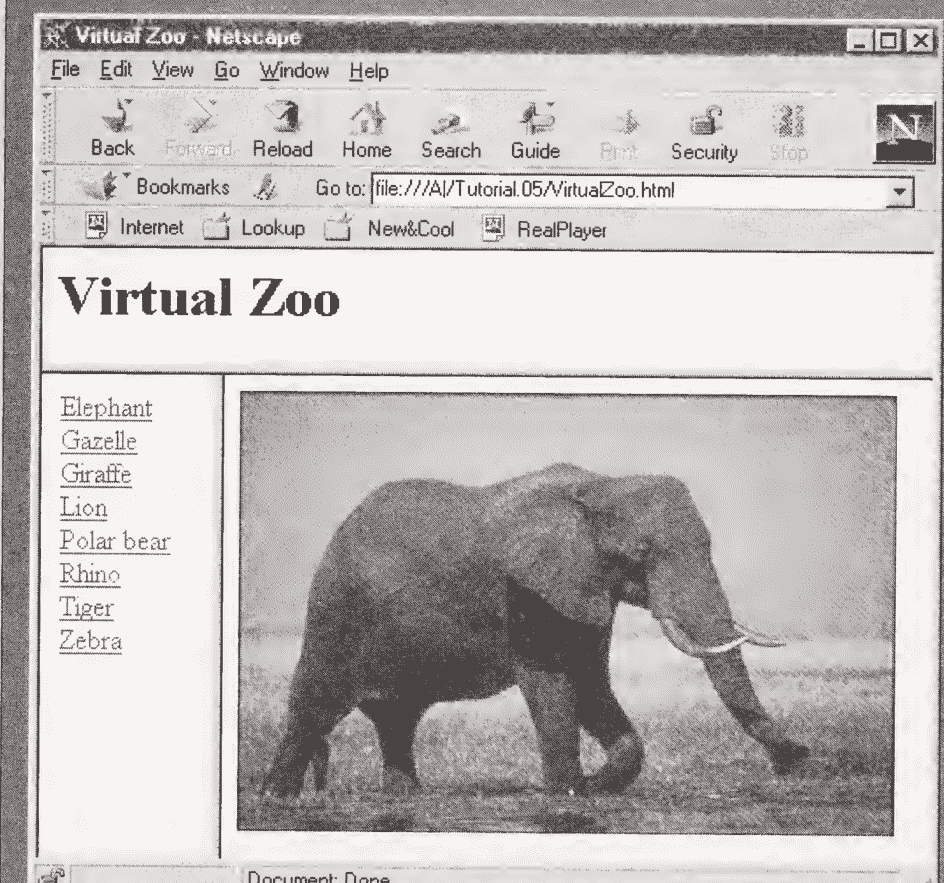 Virtual Zoo - Netscape
File Edit View Go Window Help
N
Back Forward Reload Home Search Guide Print Security Stop
Bookmarks Go to: file:///A|/Tutorial.05/VirtualZoo.html
Internet Lookup New&Cool RealPlayer
Virtual Zoo
Elephant
Gazelle
Giraffe
Lion
Polar bear
Rhino
Tiger
Zebra
Document: Done